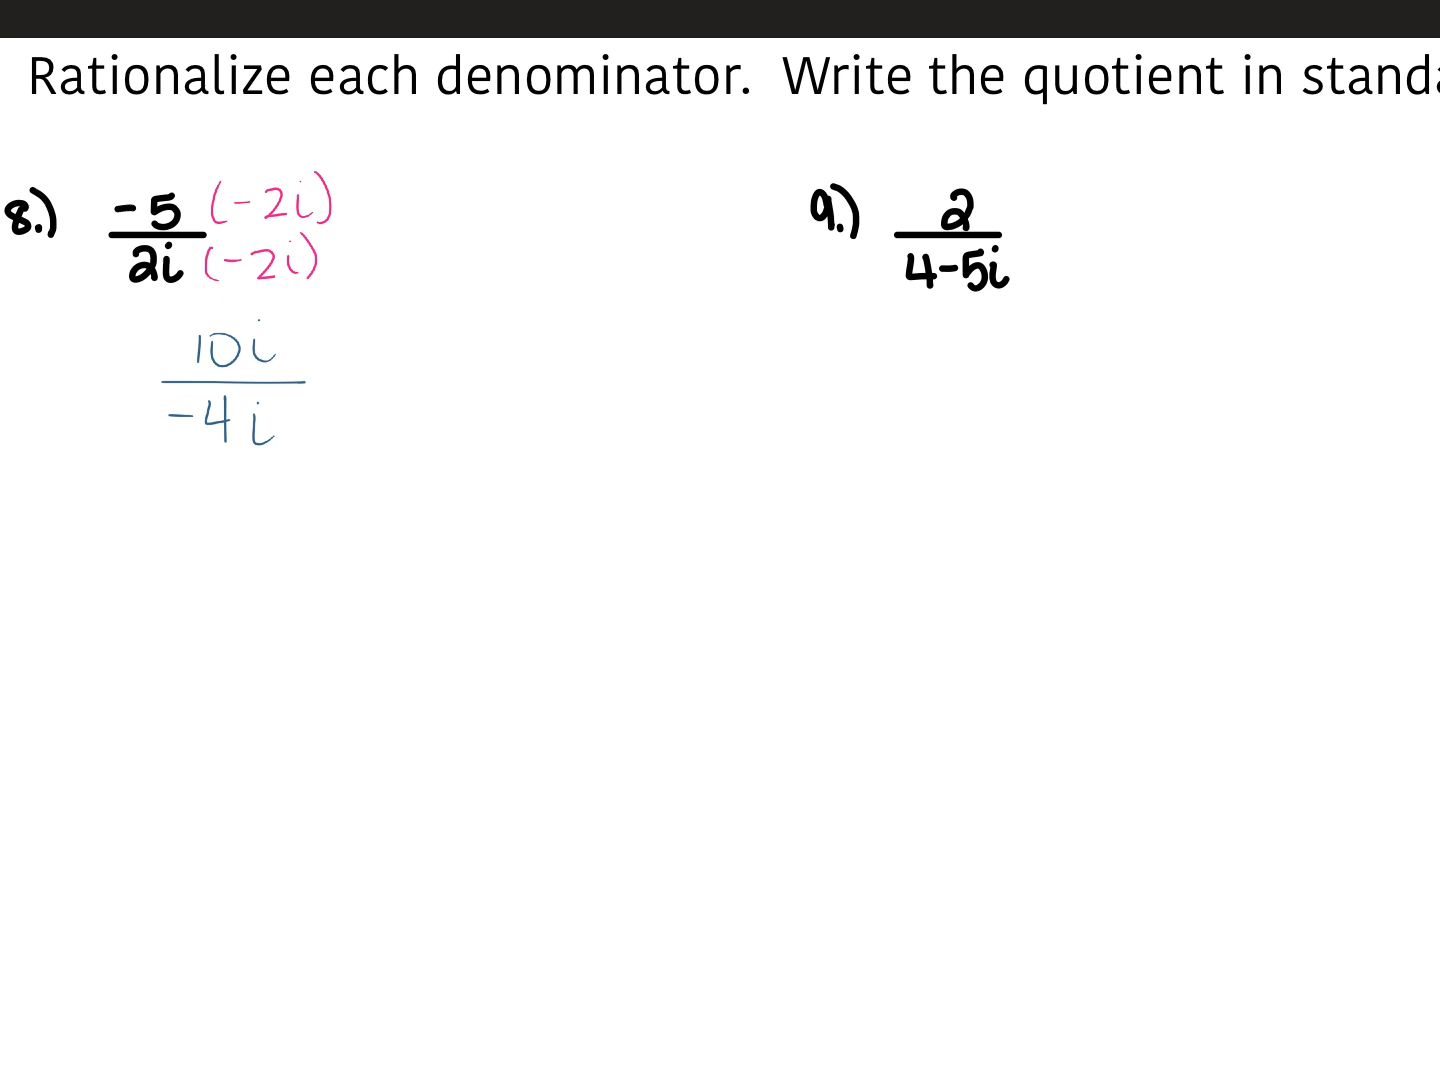 Rationalize each denominator. Write the quotient in standa
8.) -5 (-2i)
2i (-2i)
10i
-4i
9.) 2
4-5i